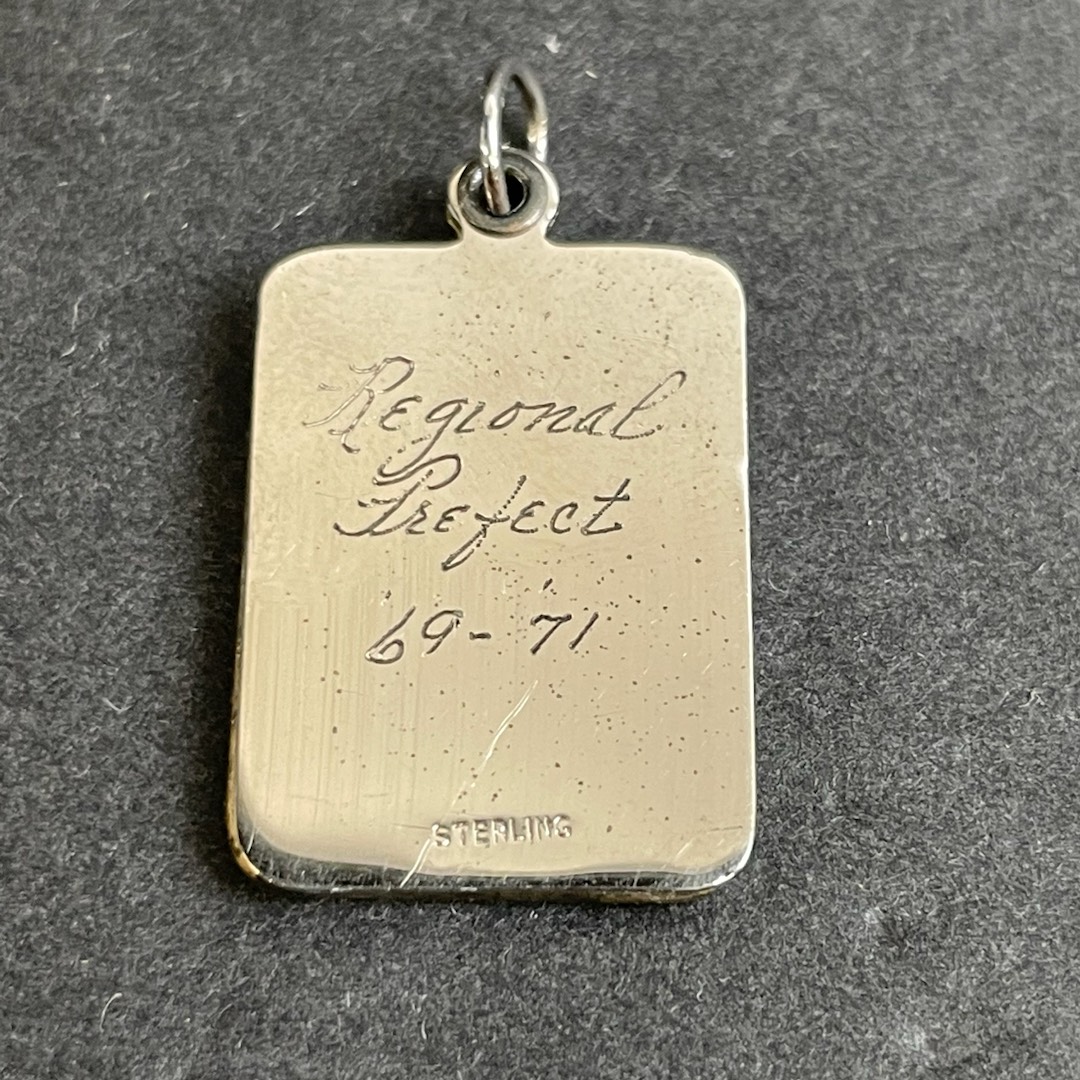 Regional
Prefect
'69-'71
STERLING